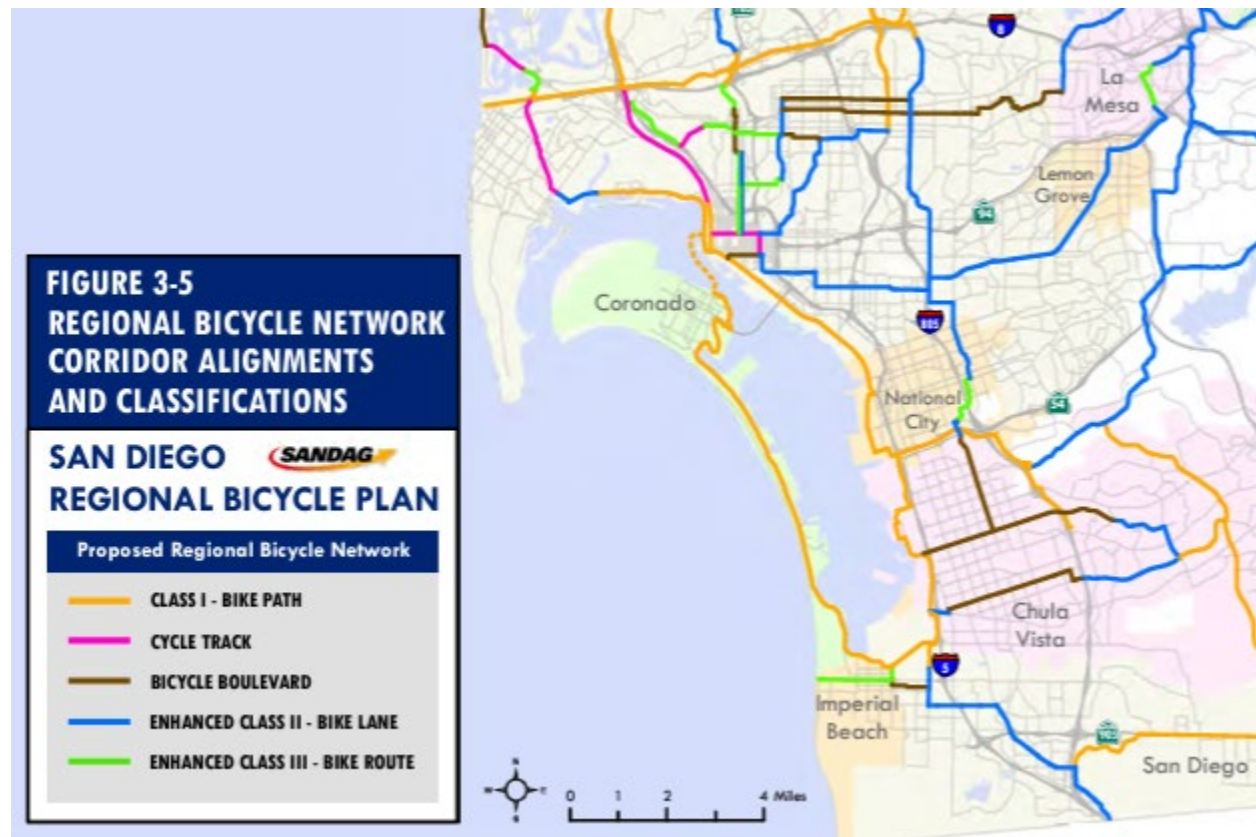 FIGURE 3-5
REGIONAL BICYCLE NETWORK
CORRIDOR ALIGNMENTS
AND CLASSIFICATIONS
SAN DIEGO SANDAG
REGIONAL BICYCLE PLAN
Proposed Regional Bicycle Network
CLASS I - BIKE PATH
CYCLE TRACK
BICYCLE BOULEVARD
ENHANCED CLASS II - BIKE LANE
ENHANCED CLASS III - BIKE ROUTE
8
La
Mesa
Lemon
Grove
94
Coronado
805
National
City
54
Chula
Vista
5
Imperial
Beach
905
San Diego
N
W E
S
0 1 2 4 Miles